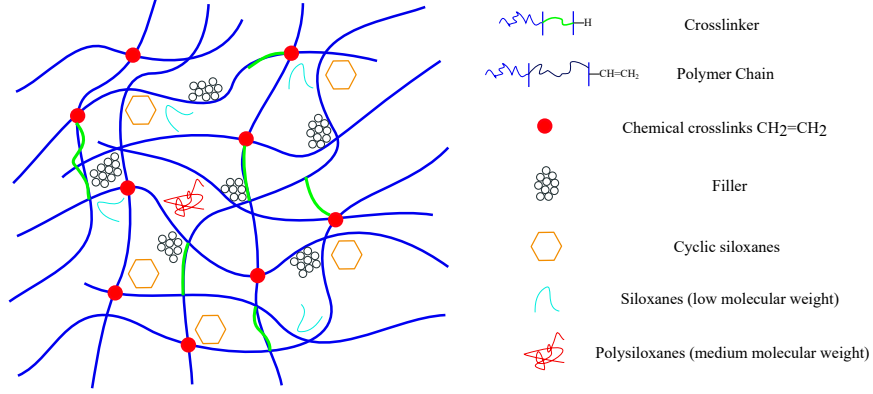 H
Crosslinker
CH=CH2
Polymer Chain
Chemical crosslinks CH2=CH2
Filler
Cyclic siloxanes
Siloxanes (low molecular weight)
Polysiloxanes (medium molecular weight)